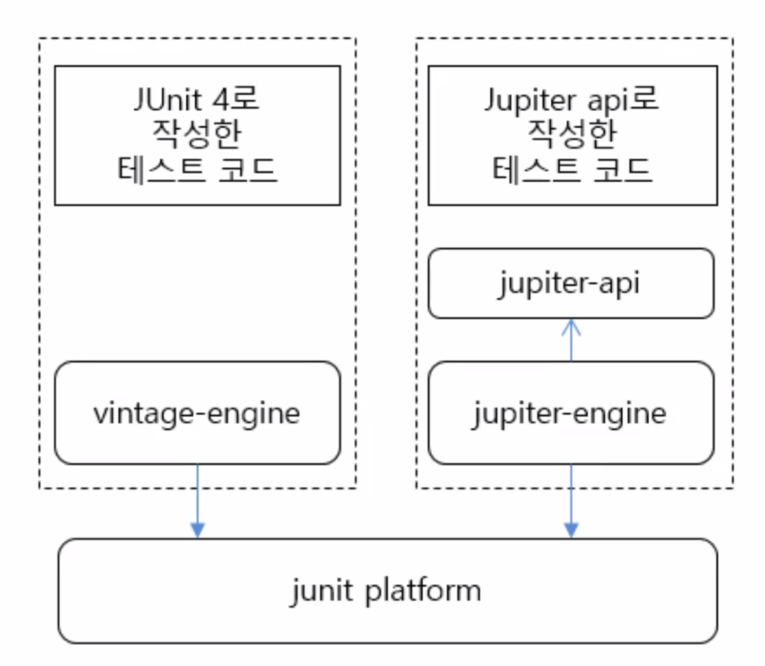 JUnit 4로
작성한
테스트 코드
Jupiter api로
작성한
테스트 코드
jupiter-api
vintage-engine
jupiter-engine
junit platform